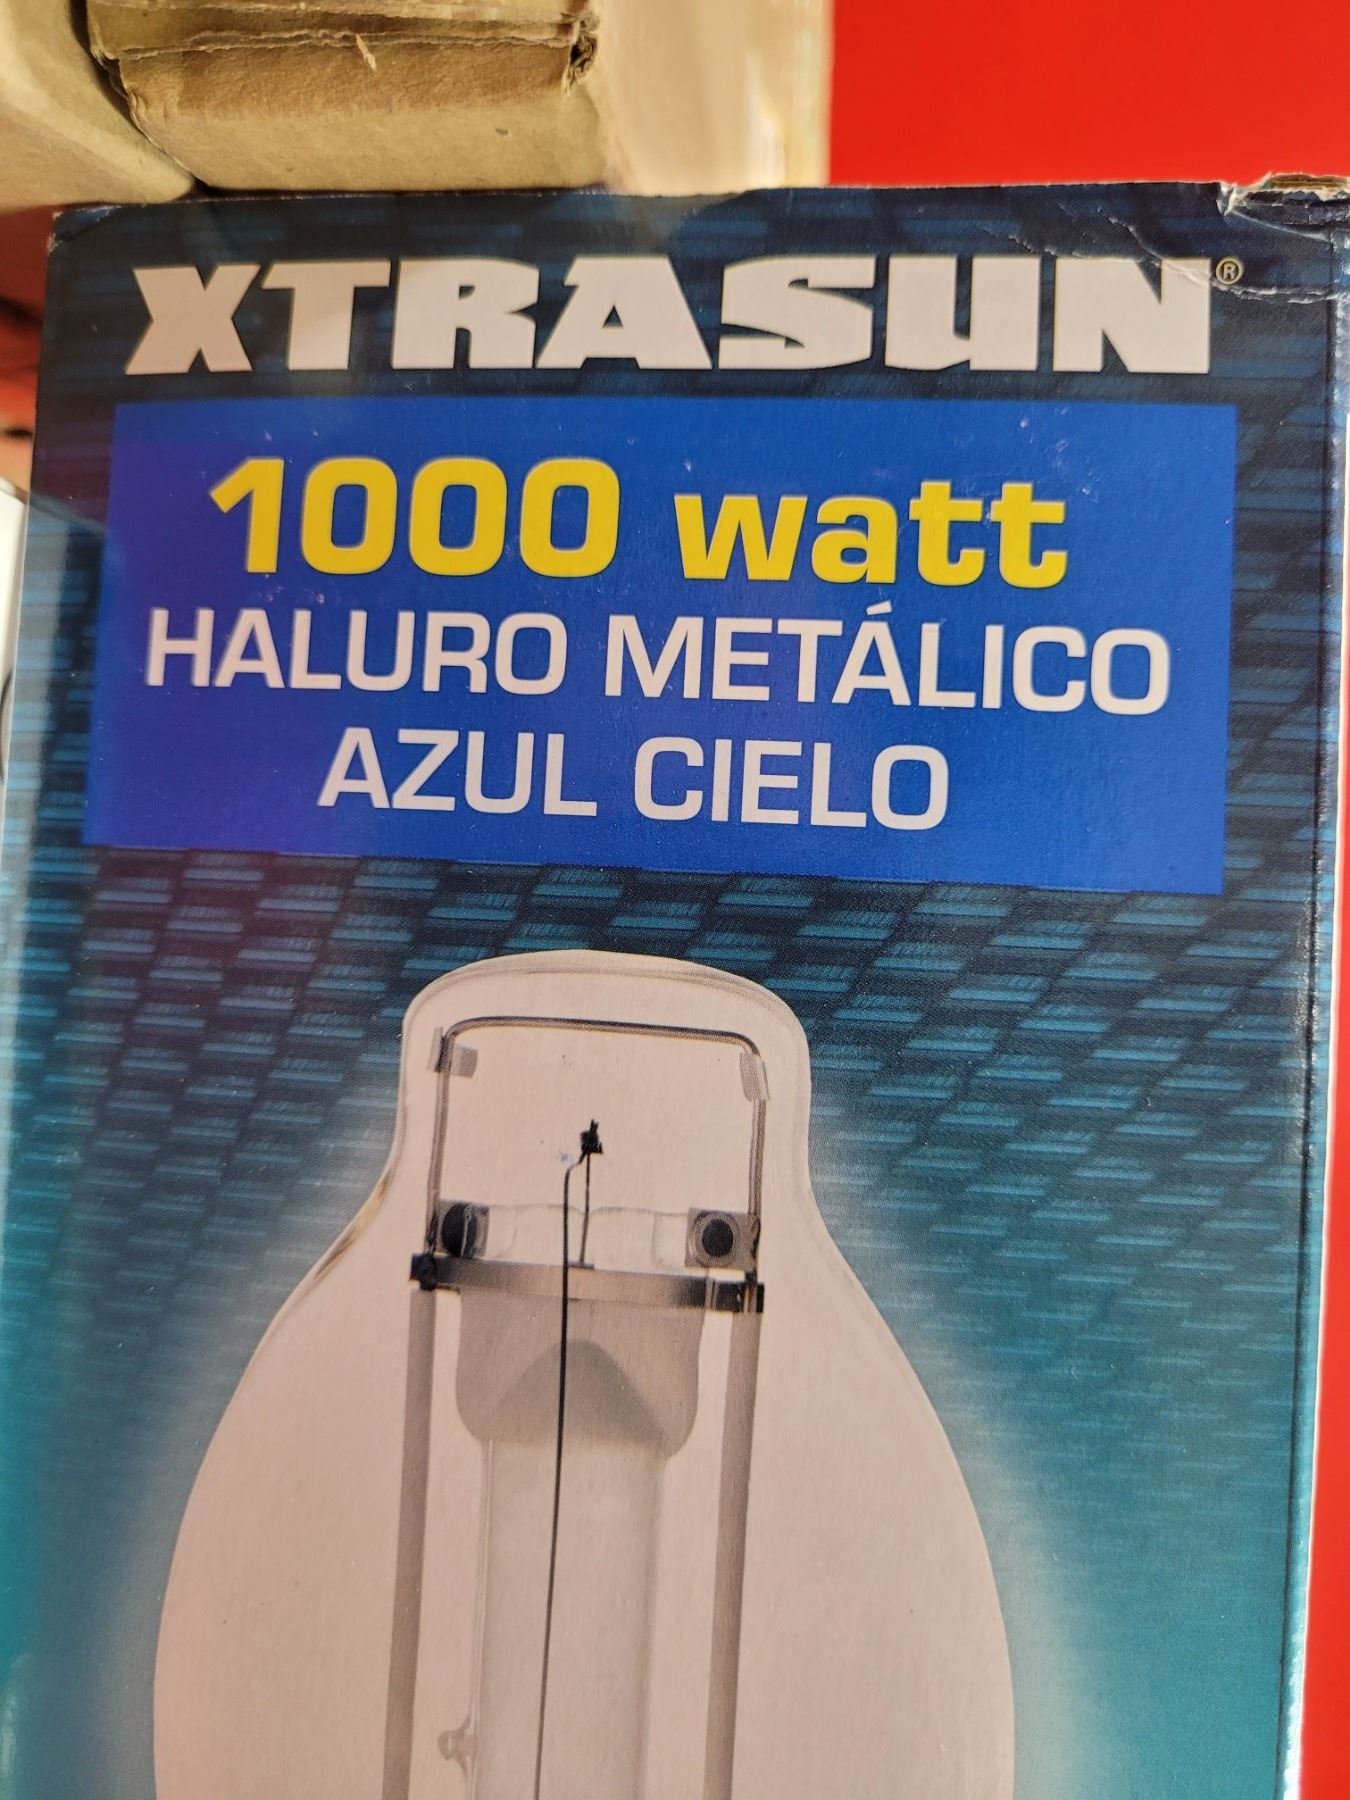 XTRASUN®
1000 watt
HALURO METÁLICO
AZUL CIELO